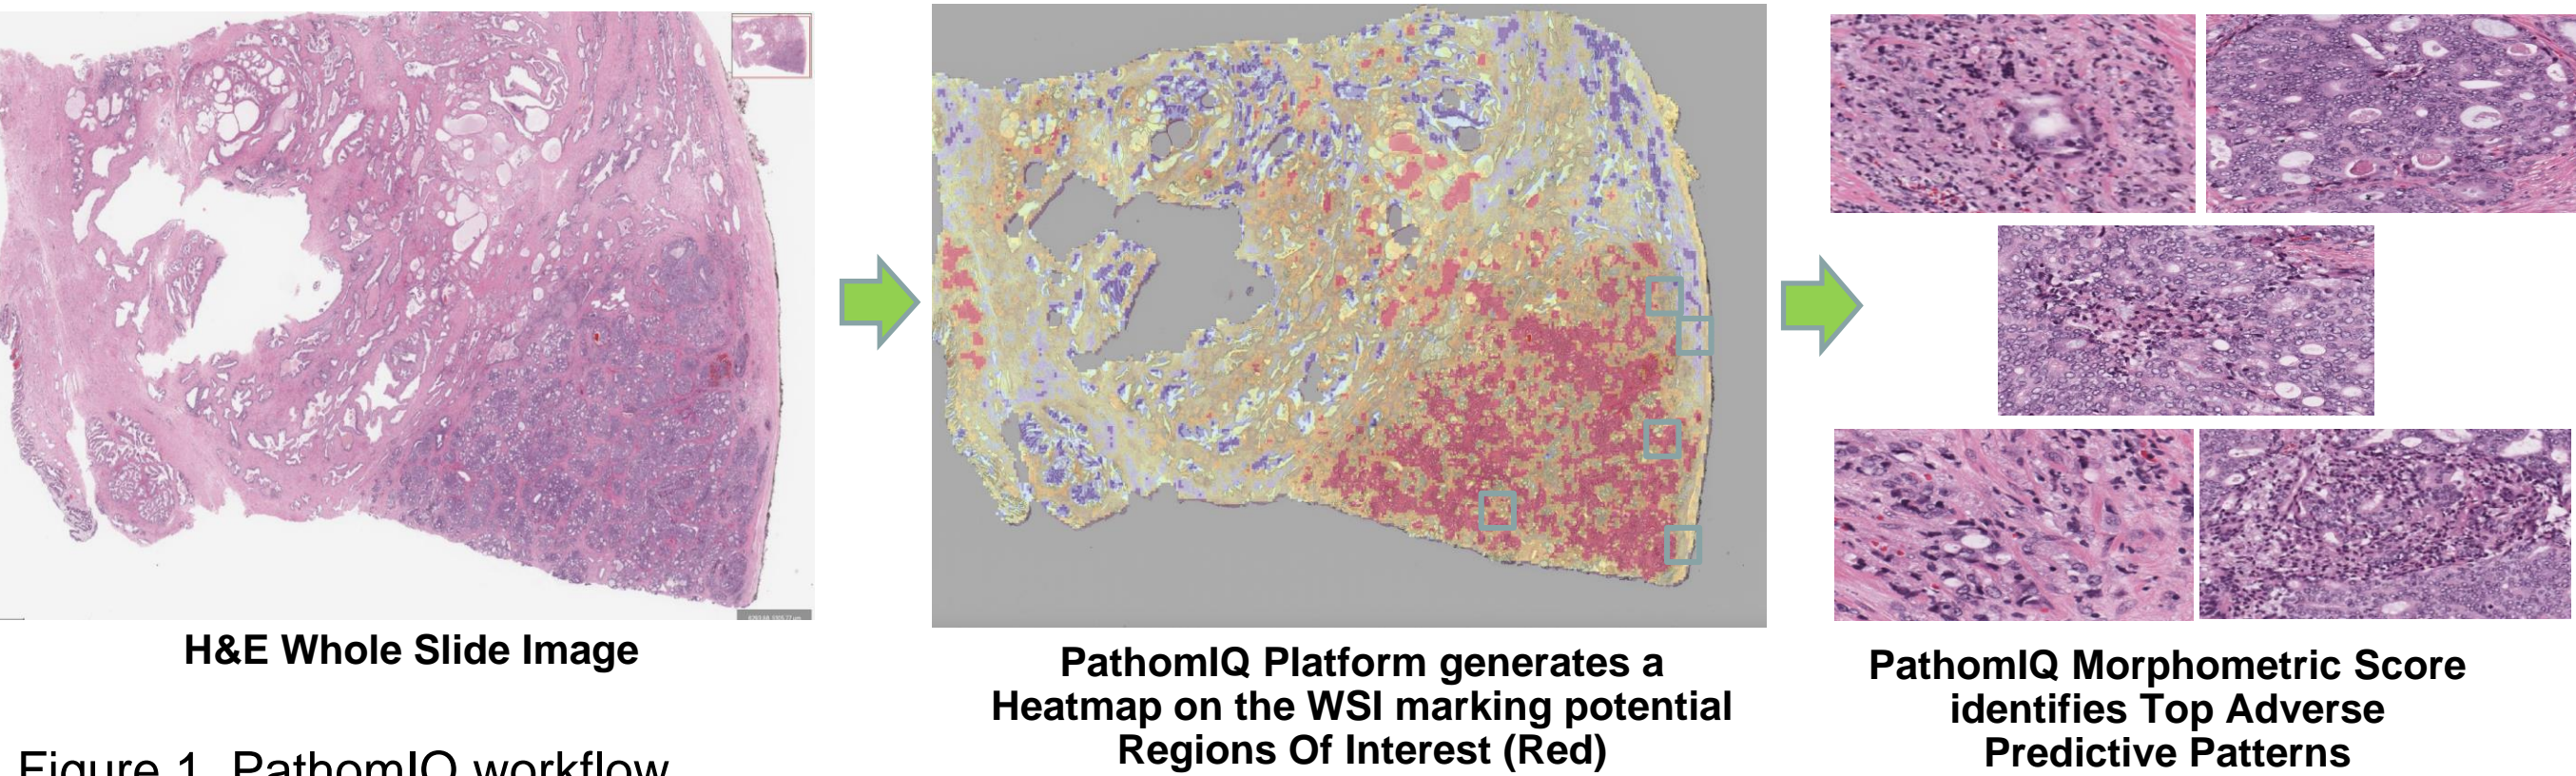 H&E Whole Slide Image
PathomIQ Platform generates a
Heatmap on the WSI marking potential
Regions Of Interest (Red)
PathomIQ Morphometric Score
identifies Top Adverse
Predictive Patterns
Figure 1. PathomIQ workflow